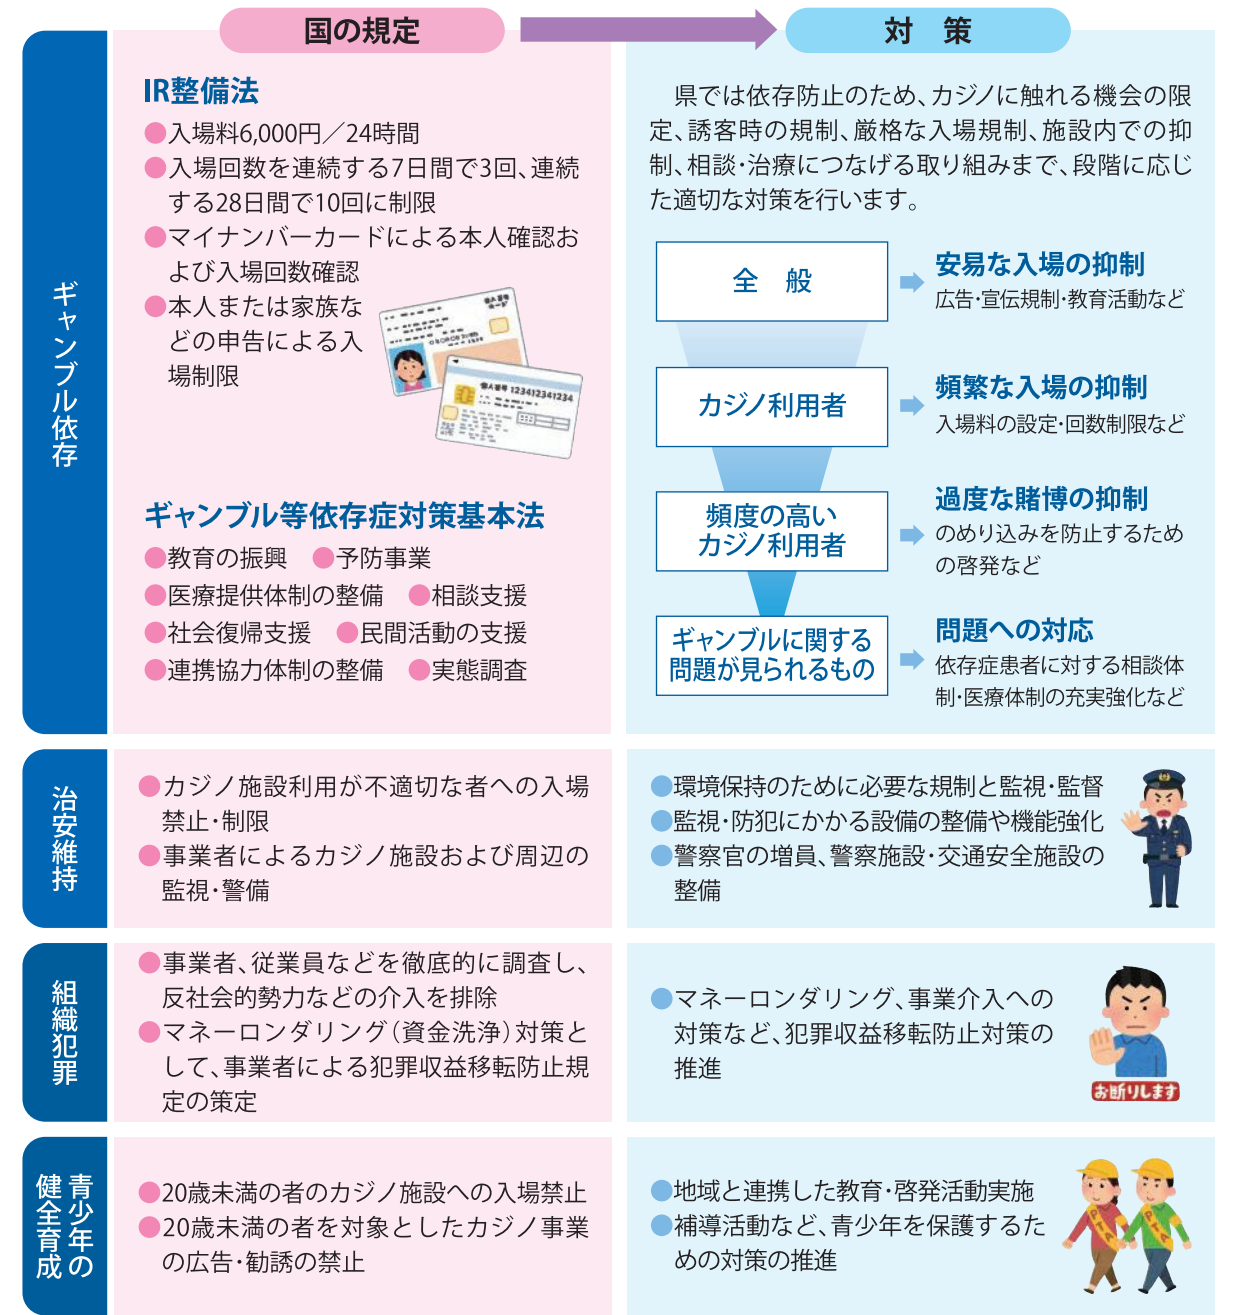 国の規定
対　策
ギャンブル依存
IR整備法
●入場料6,000円／24時間
●入場回数を連続する7日間で3回、連続
する28日間で10回に制限
●マイナンバーカードによる本人確認お
よび入場回数確認
●本人または家族な
どの申告による入
場制限
個人番号
カード
個人番号 123412341234
ギャンブル等依存症対策基本法
●教育の振興　●予防事業
●医療提供体制の整備　●相談支援
●社会復帰支援　●民間活動の支援
●連携協力体制の整備　●実態調査
県では依存防止のため、カジノに触れる機会の限
定、誘客時の規制、厳格な入場規制、施設内での抑
制、相談・治療につなげる取り組みまで、段階に応じ
た適切な対策を行います。
全　般
安易な入場の抑制
広告・宣伝規制・教育活動など
カジノ利用者
頻繁な入場の抑制
入場料の設定・回数制限など
頻度の高い
カジノ利用者
過度な賭博の抑制
のめり込みを防止するため
の啓発など
ギャンブルに関する
問題が見られるもの
問題への対応
依存症患者に対する相談体
制・医療体制の充実強化など
治安維持
●カジノ施設利用が不適切な者への入場
禁止・制限
●事業者によるカジノ施設および周辺の
監視・警備
●環境保持のために必要な規制と監視・監督
●監視・防犯にかかる設備の整備や機能強化
●警察官の増員、警察施設・交通安全施設の
整備
組織犯罪
●事業者、従業員などを徹底的に調査し、
反社会的勢力などの介入を排除
●マネーロンダリング（資金洗浄）対策と
して、事業者による犯罪収益移転防止規
定の策定
●マネーロンダリング、事業介入への
対策など、犯罪収益移転防止対策の
推進
お断りします
青少年の
健全育成
●20歳未満の者のカジノ施設への入場禁止
●20歳未満の者を対象としたカジノ事業
の広告・勧誘の禁止
●地域と連携した教育・啓発活動実施
●補導活動など、青少年を保護するた
めの対策の推進
PTA
PTA